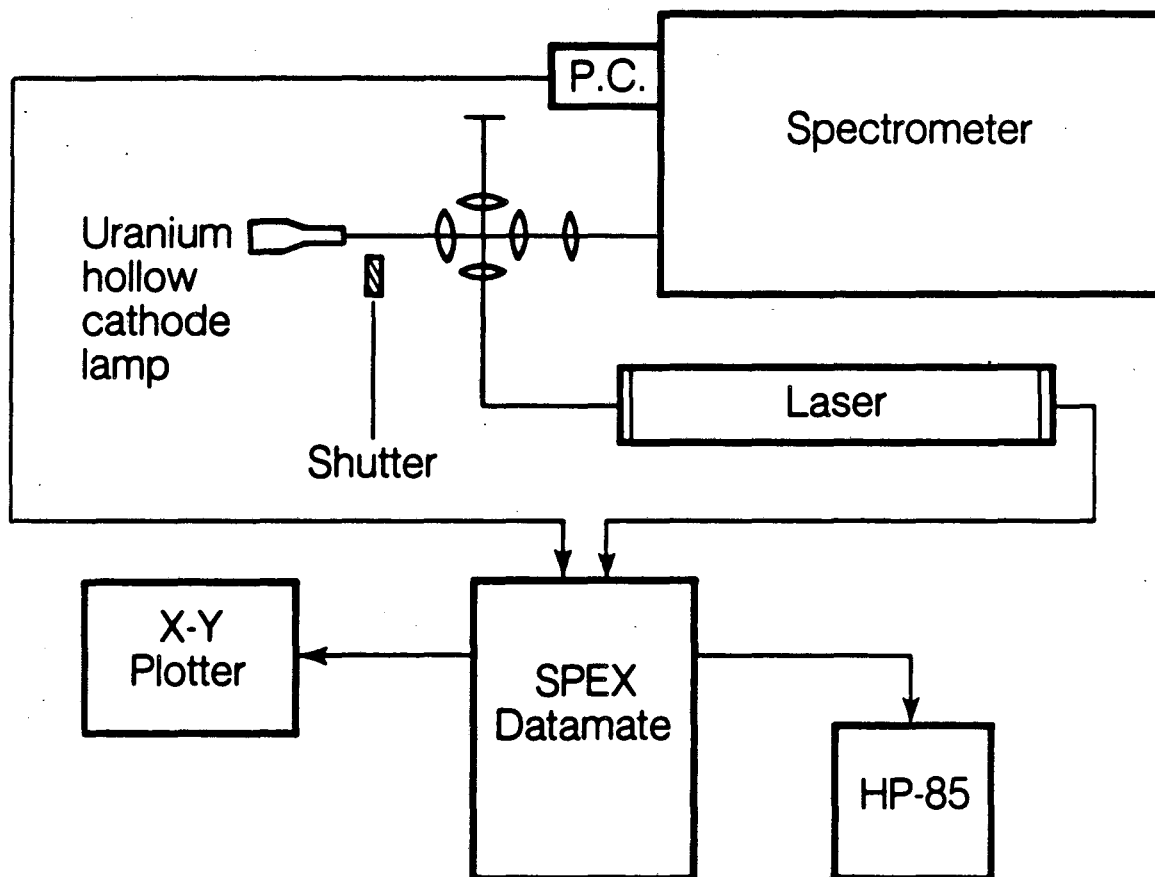 P.C.
Spectrometer
Uranium
hollow
cathode
lamp
Shutter
Laser
X-Y
Plotter
SPEX
Datamate
HP-85